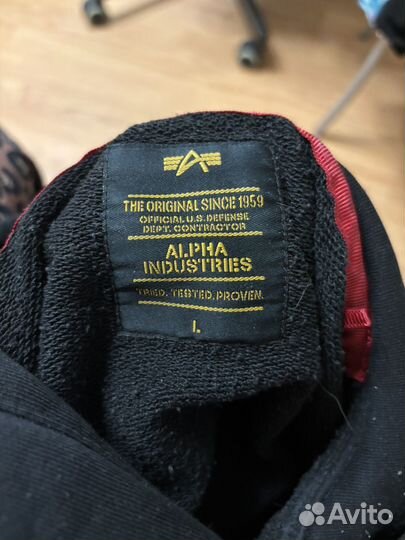 THE ORIGINAL SINCE 1959
OFFICIAL U.S. DEFENSE
DEPT. CONTRACTOR
ALPHA
INDUSTRIES
TRIED. TESTED. PROVEN.
L
Avito